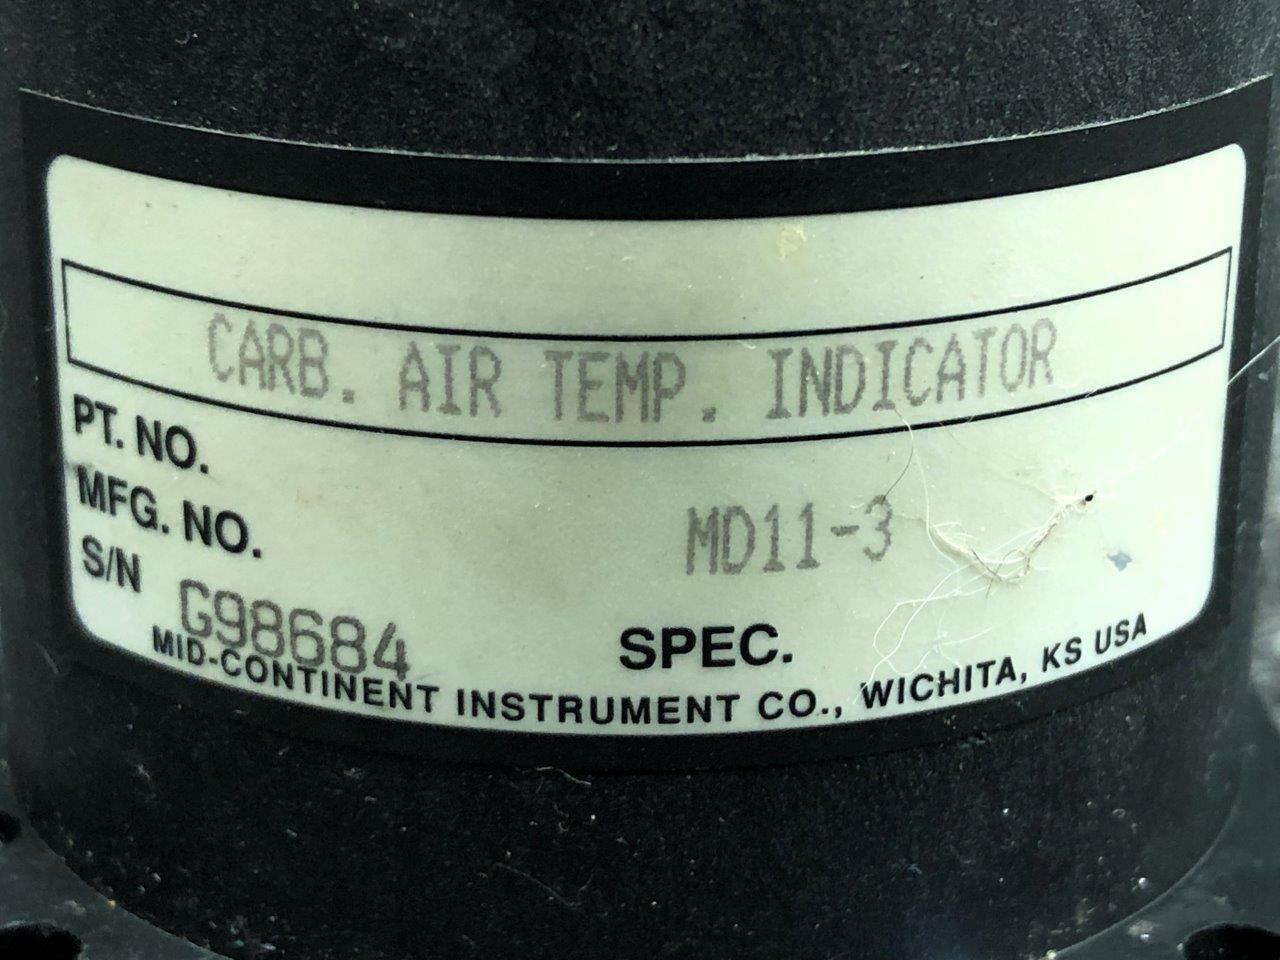 CARB. AIR TEMP. INDICATOR
PT. NO.
MFG. NO. MD11-3
S/N G98684 SPEC.
MID-CONTINENT INSTRUMENT CO., WICHITA, KS USA